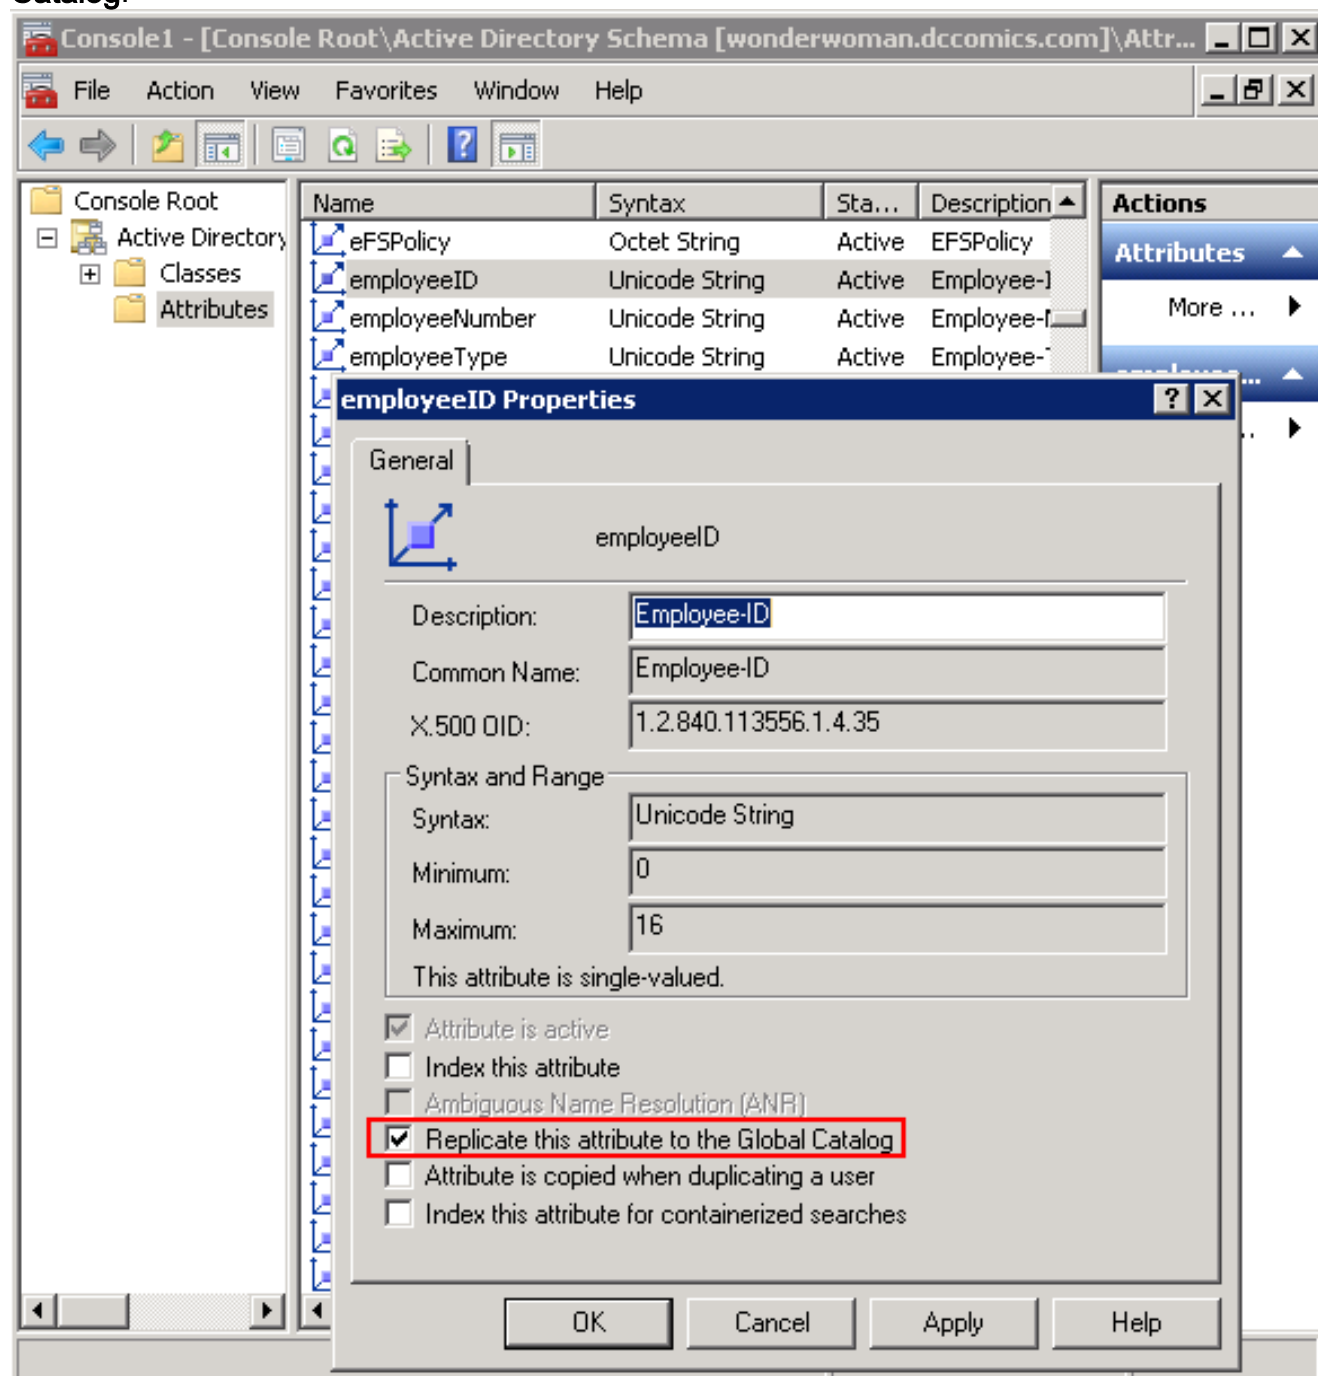 Catalog.
Console1 - [Console Root\Active Directory Schema [wonderwoman.dccomics.com]\Attr...
File Action View Favorites Window Help
Console Root
Active Directory
Classes
Attributes
Name Syntax Sta... Description
eFSPolicy Octet String Active EFSPolicy
employeeID Unicode String Active Employee-I
employeeNumber Unicode String Active Employee-N
employeeType Unicode String Active Employee-T
Actions
Attributes
More ...
employeeID Properties
General
employeeID
Description: Employee-ID
Common Name: Employee-ID
X.500 OID: 1.2.840.113556.1.4.35
Syntax and Range
Syntax: Unicode String
Minimum: 0
Maximum: 16
This attribute is single-valued.
Attribute is active
Index this attribute
Ambiguous Name Resolution (ANR)
Replicate this attribute to the Global Catalog
Attribute is copied when duplicating a user
Index this attribute for containerized searches
OK Cancel Apply Help